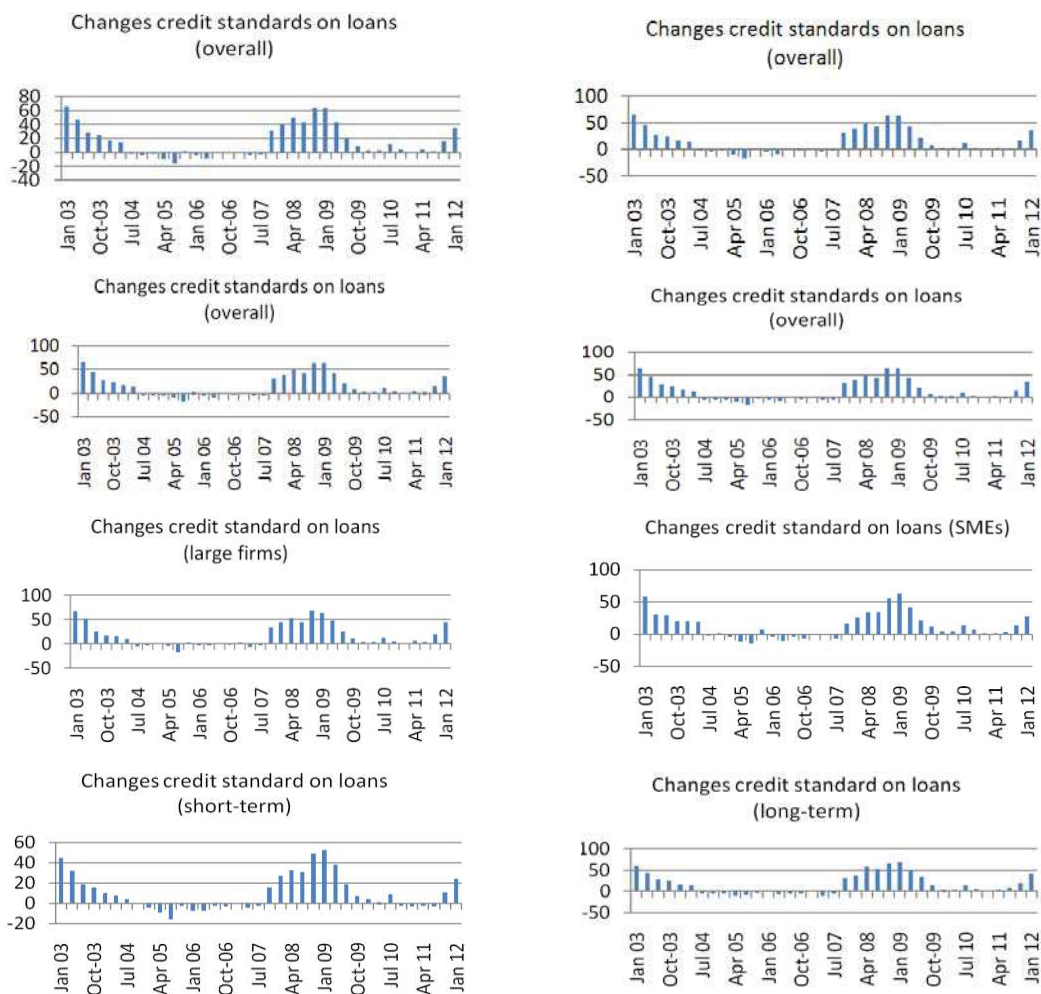 Changes credit standards on loans
(overall)
80
60
40
20
0
-20
-40
Jan 03
Oct-03
Jul 04
Apr 05
Jan 06
Oct-06
Jul 07
Apr 08
Jan 09
Oct-09
Jul 10
Apr 11
Jan 12
Changes credit standards on loans
(overall)
100
50
0
-50
Jan 03
Oct-03
Jul 04
Apr 05
Jan 06
Oct-06
Jul 07
Apr 08
Jan 09
Oct-09
Jul 10
Apr 11
Jan 12
Changes credit standards on loans
(overall)
100
50
0
-50
Jan 03
Oct-03
Jul 04
Apr 05
Jan 06
Oct-06
Jul 07
Apr 08
Jan 09
Oct-09
Jul 10
Apr 11
Jan 12
Changes credit standards on loans
(overall)
100
50
0
-50
Jan 03
Oct-03
Jul 04
Apr 05
Jan 06
Oct-06
Jul 07
Apr 08
Jan 09
Oct-09
Jul 10
Apr 11
Jan 12
Changes credit standard on loans
(large firms)
100
50
0
-50
Jan 03
Oct-03
Jul 04
Apr 05
Jan 06
Oct-06
Jul 07
Apr 08
Jan 09
Oct-09
Jul 10
Apr 11
Jan 12
Changes credit standard on loans (SMEs)
100
50
0
-50
Jan 03
Oct-03
Jul 04
Apr 05
Jan 06
Oct-06
Jul 07
Apr 08
Jan 09
Oct-09
Jul 10
Apr 11
Jan 12
Changes credit standard on loans
(short-term)
60
40
20
0
-20
Jan 03
Oct-03
Jul 04
Apr 05
Jan 06
Oct-06
Jul 07
Apr 08
Jan 09
Oct-09
Jul 10
Apr 11
Jan 12
Changes credit standard on loans
(long-term)
100
50
0
-50
Jan 03
Oct-03
Jul 04
Apr 05
Jan 06
Oct-06
Jul 07
Apr 08
Jan 09
Oct-09
Jul 10
Apr 11
Jan 12